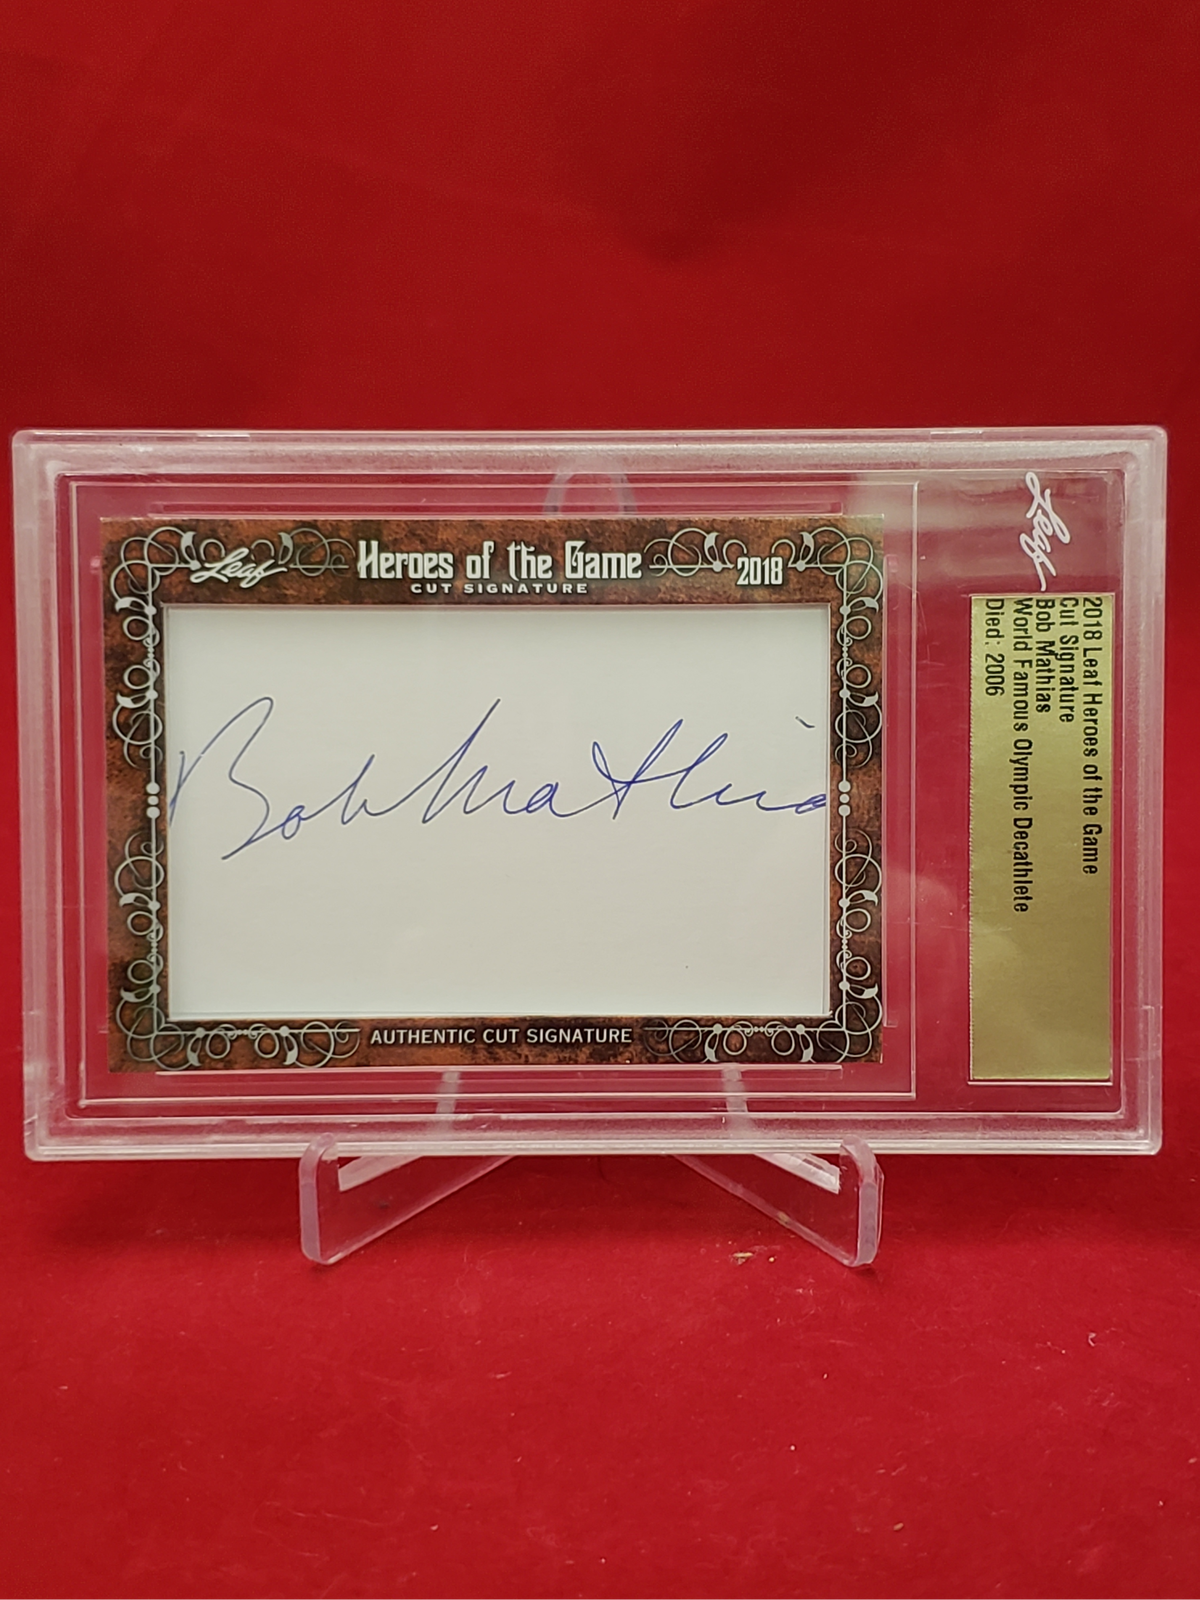 Leaf Heroes of the Game 2018
CUT SIGNATURE
Bob Mathias
AUTHENTIC CUT SIGNATURE
Leaf
2018 Leaf Heroes of the Game
Cut Signature
Bob Mathias
World Famous Olympic Decathlete
Died: 2006